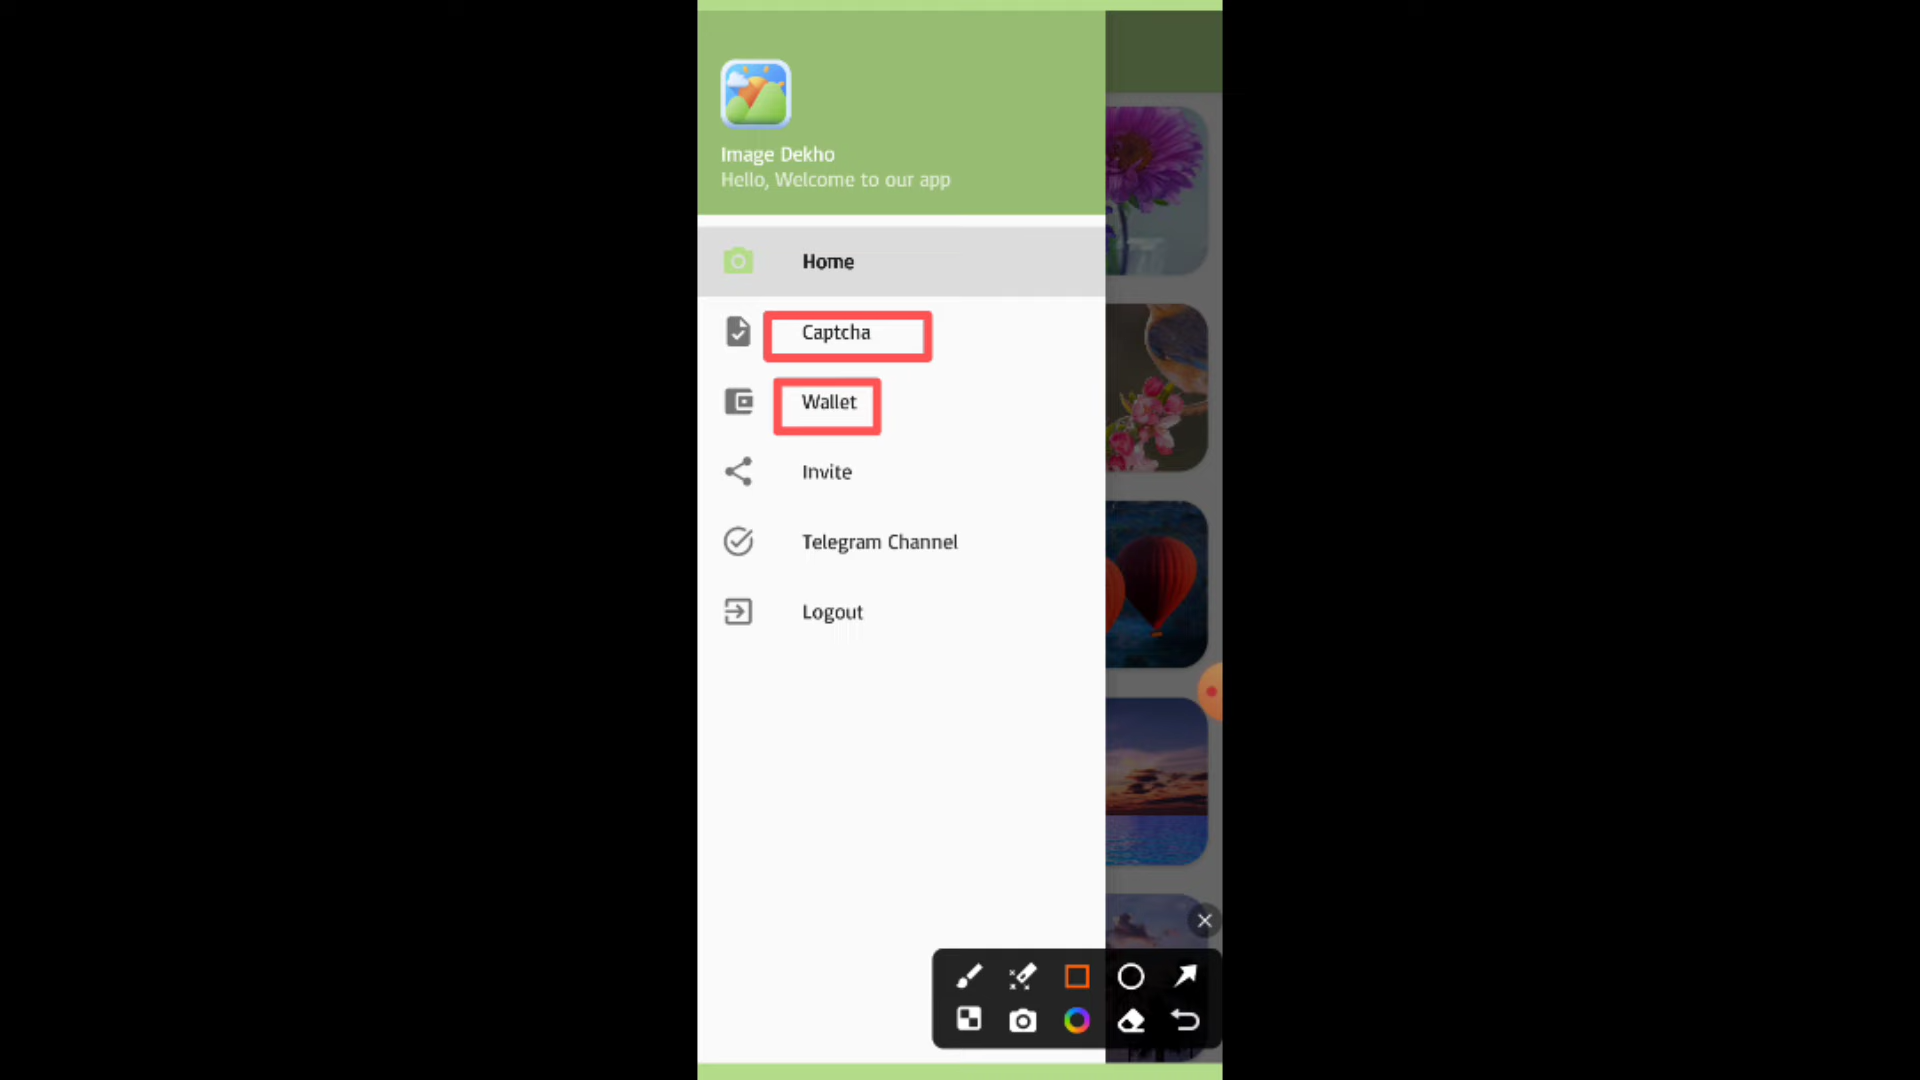 Image Dekho
Hello, Welcome to our app
Home
Captcha
Wallet
Invite
Telegram Channel
Logout